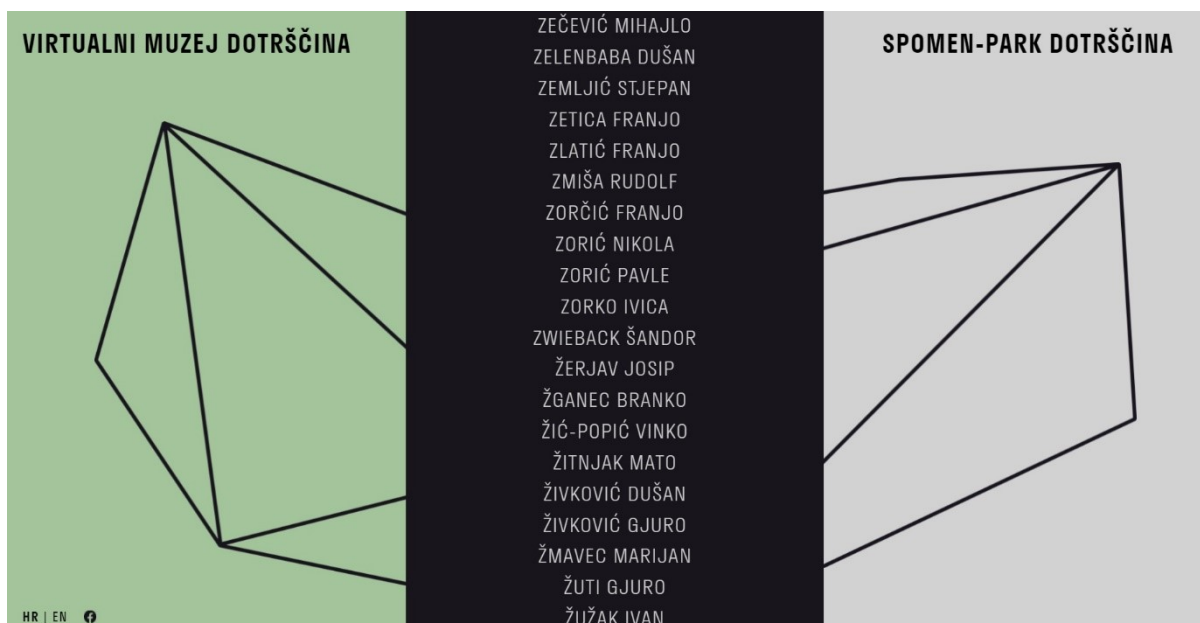 VIRTUALNI MUZEJ DOTRŠČINA
ZEČEVIĆ MIHAJLO
ZELENBABA DUŠAN
ZEMLJIĆ STJEPAN
ZETICA FRANJO
ZLATIĆ FRANJO
ZMIŠA RUDOLF
ZORČIĆ FRANJO
ZORIĆ NIKOLA
ZORIĆ PAVLE
ZORKO IVICA
ZWIEBACK ŠANDOR
ŽERJAV JOSIP
ŽGANEC BRANKO
ŽIĆ-POPIĆ VINKO
ŽITNJAK MATO
ŽIVKOVIĆ DUŠAN
ŽIVKOVIĆ GJURO
ŽMAVEC MARIJAN
ŽUTI GJURO
ŽUŽAK IVAN
SPOMEN-PARK DOTRŠČINA
HR | EN